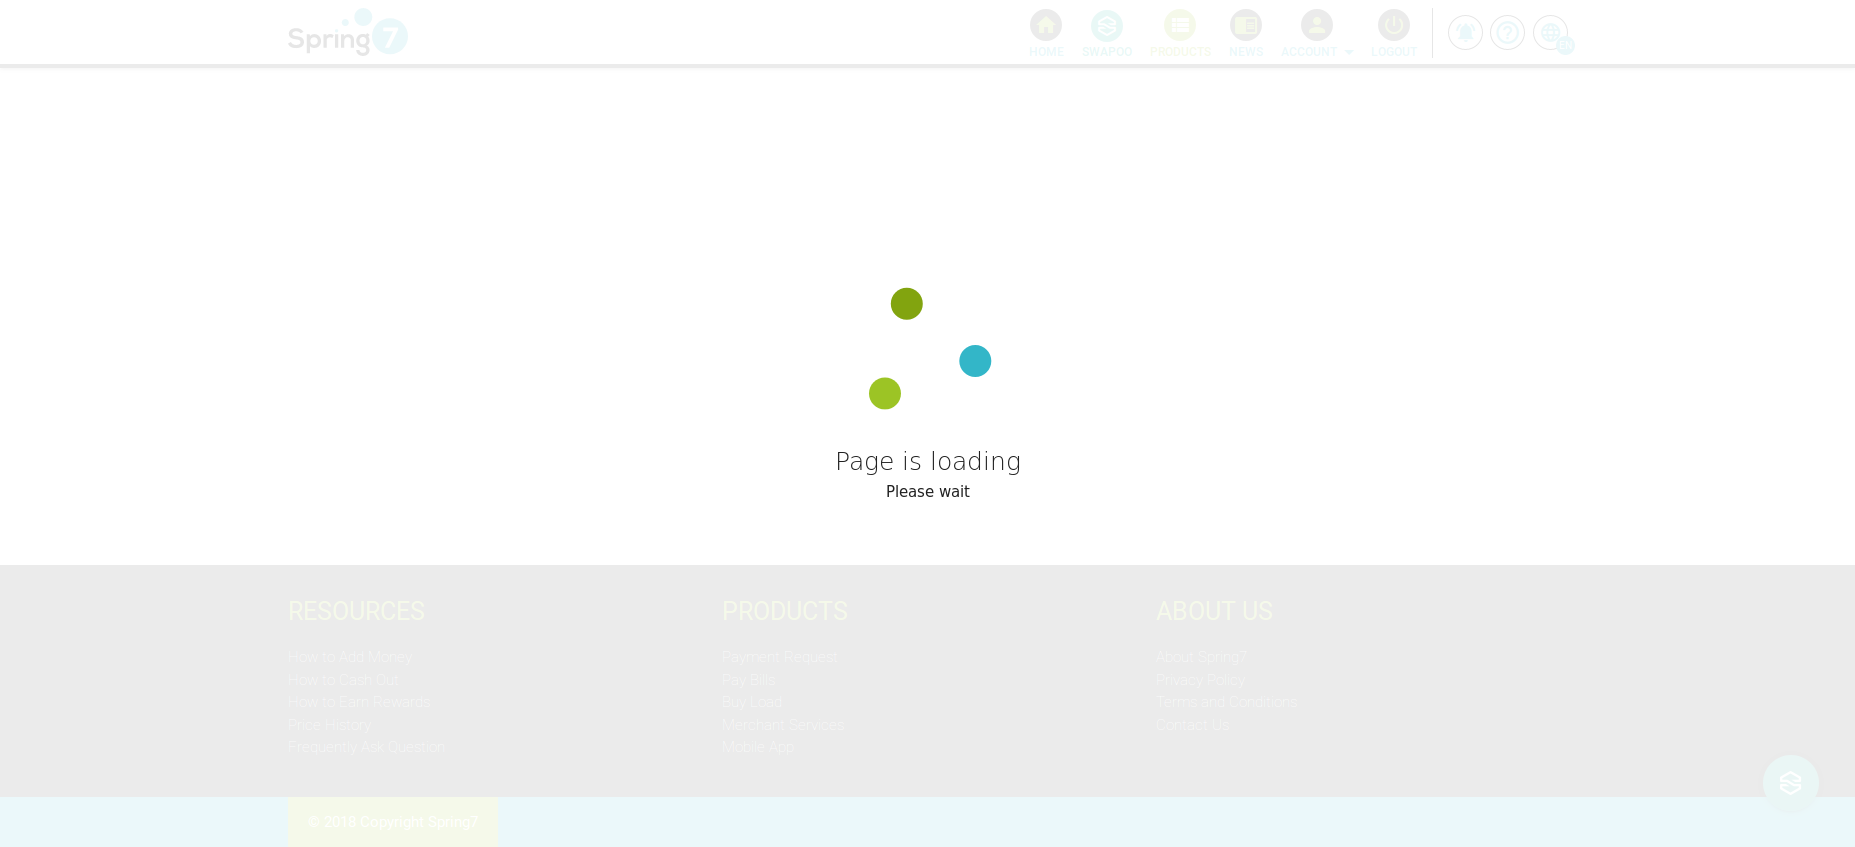 Spring7
HOME SWAPOO PRODUCTS NEWS ACCOUNT LOGOUT
EN
Page is loading
Please wait
RESOURCES
How to Add Money
How to Cash Out
How to Earn Rewards
Price History
Frequently Ask Question
PRODUCTS
Payment Request
Pay Bills
Buy Load
Merchant Services
Mobile App
ABOUT US
About Spring7
Privacy Policy
Terms and Conditions
Contact Us
© 2018 Copyright Spring7